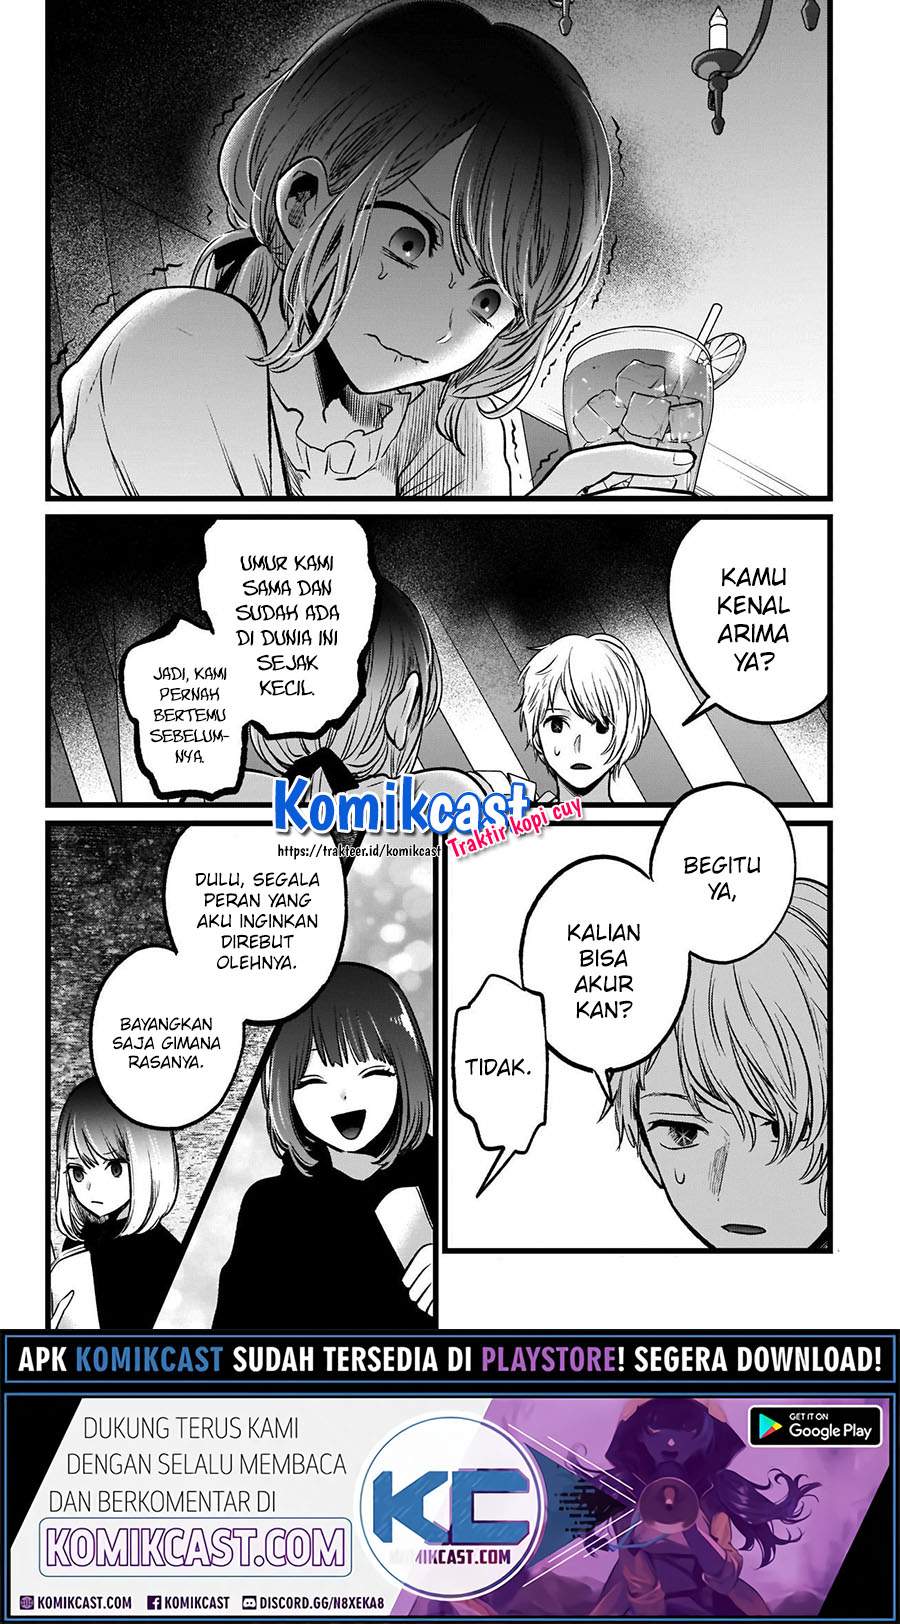 KAMU
KENAL
ARIMA
YA?
UMUR KAMI
SAMA DAN
SUDAH ADA
DI DUNIA INI
SEJAK
KECIL.
JADI, KAMI
PERNAH
BERTEMU
SEBELUM-
NYA.
Komikcast
Traktir kopi cuy
https://trakteer.id/komikcast
BEGITU
YA,
KALIAN
BISA
AKUR
KAN?
TIDAK.
DULU, SEGALA
PERAN YANG
AKU INGINKAN
DIREBUT
OLEHNYA.
BAYANGKAN
SAJA GIMANA
RASANYA.
APK KOMIKCAST SUDAH TERSEDIA DI PLAYSTORE! SEGERA DOWNLOAD!
DUKUNG TERUS KAMI
DENGAN SELALU MEMBACA
DAN BERKOMENTAR DI
KOMIKCAST.COM
KOMIKCAST.COM
KOMIKCAST
DISCORD.GG/N8XEKA8
KC
KOMIKCAST.COM
GET IT ON
Google Play